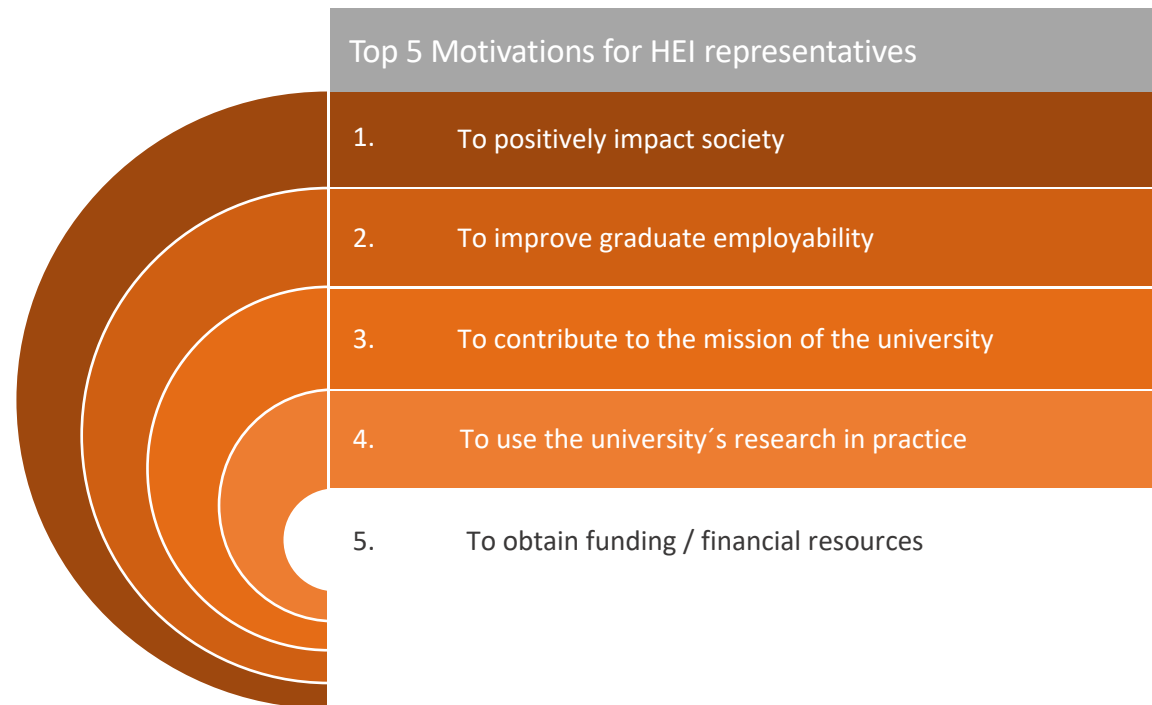 Top 5 Motivations for HEI representatives
1. To positively impact society
2. To improve graduate employability
3. To contribute to the mission of the university
4. To use the university´s research in practice
5. To obtain funding / financial resources